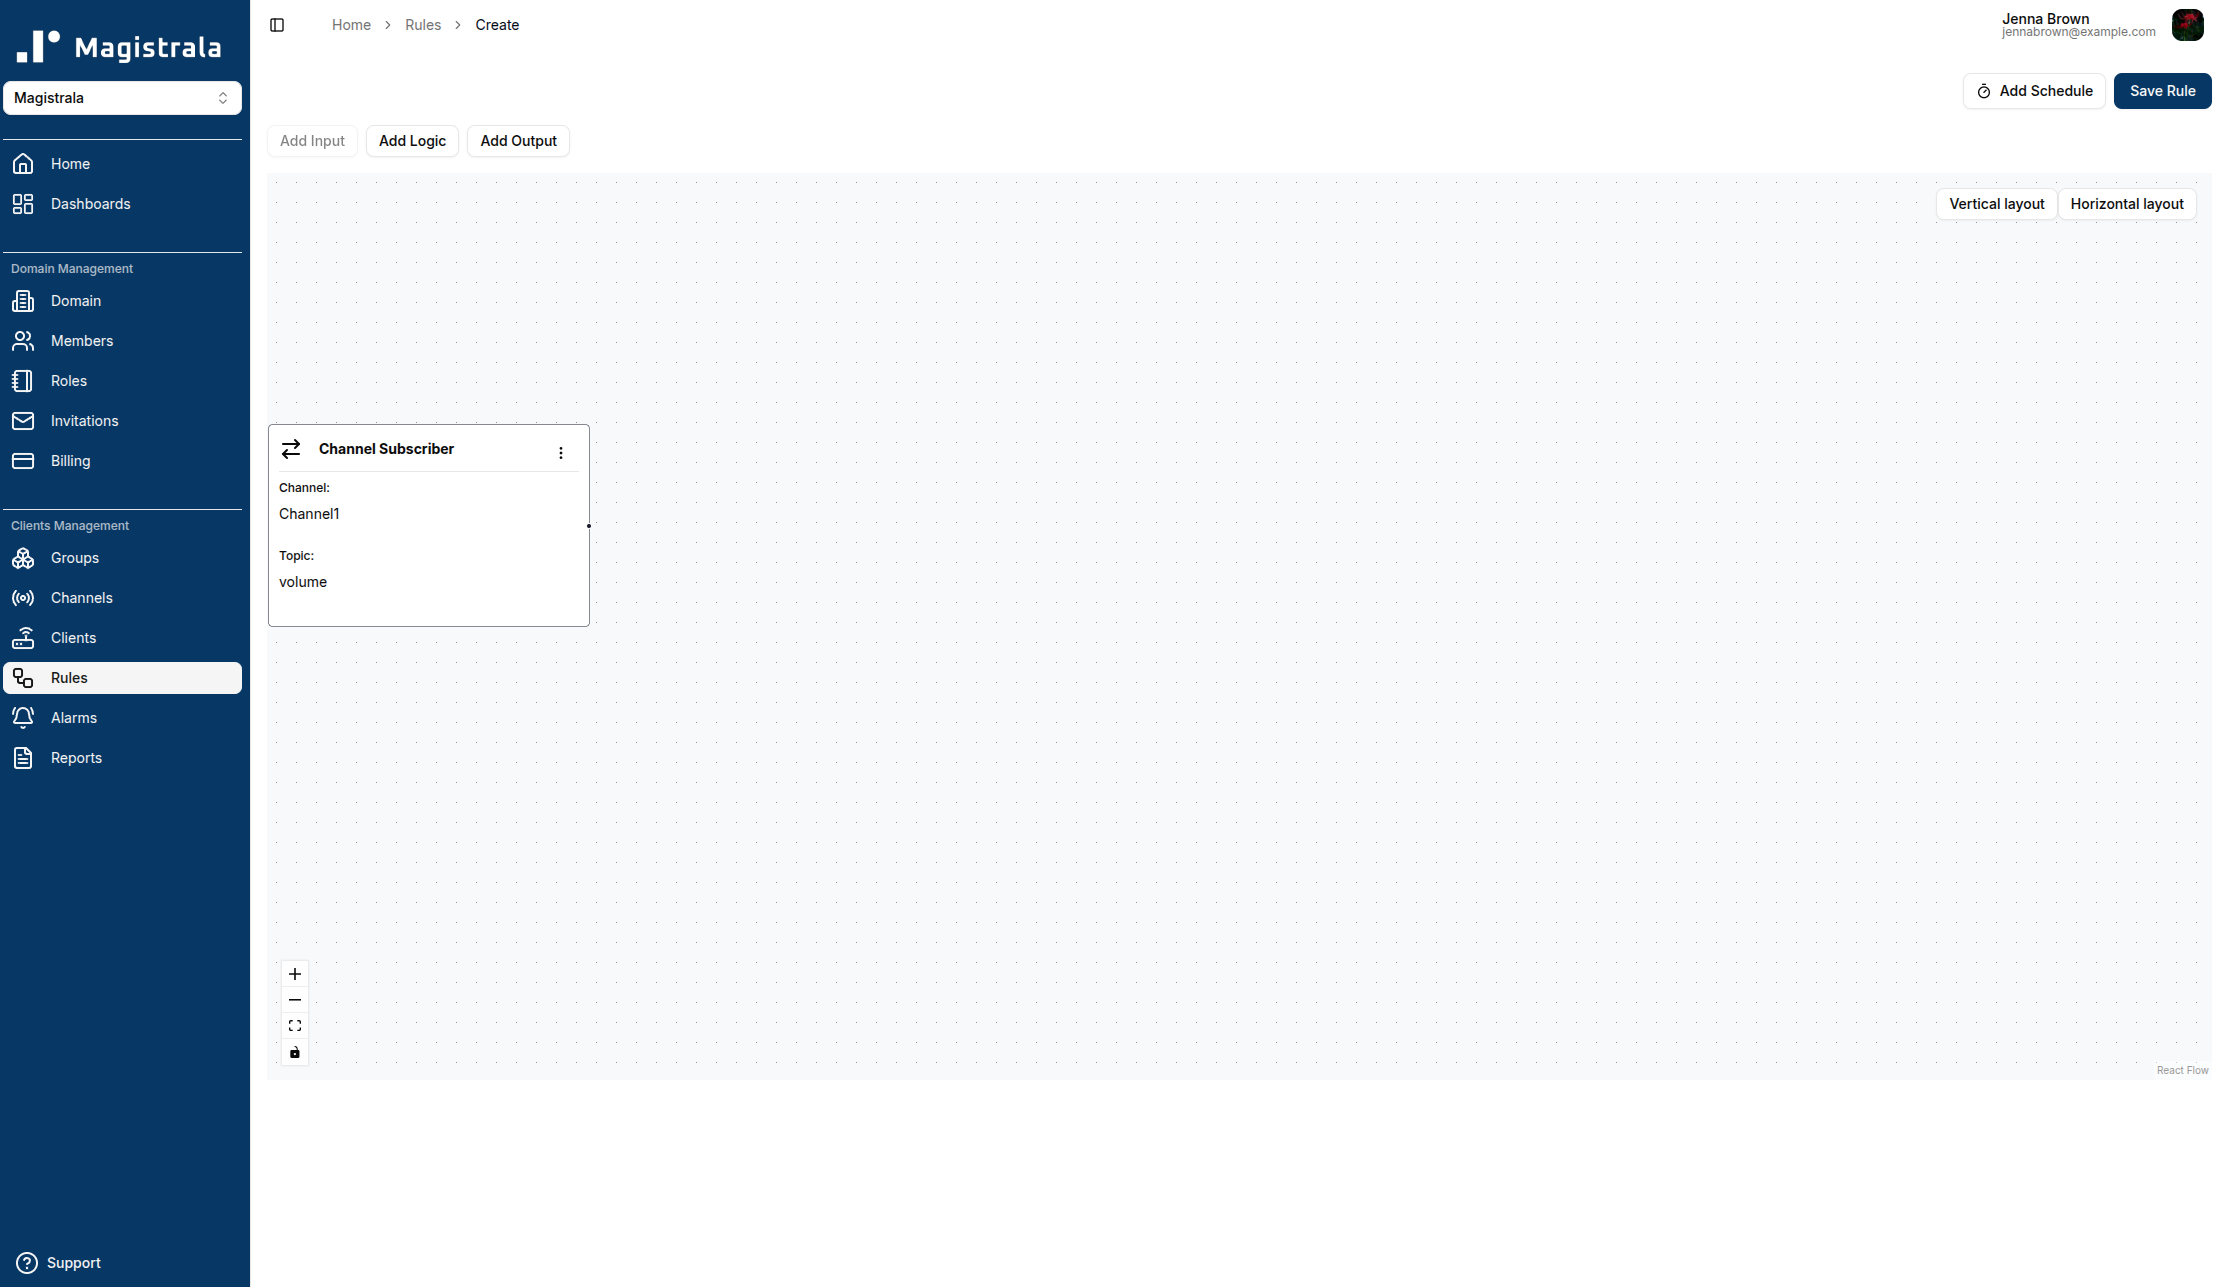 Magistrala
Magistrala
Home
Dashboards
Domain Management
Domain
Members
Roles
Invitations
Billing
Clients Management
Groups
Channels
Clients
Rules
Alarms
Reports
Support
Home > Rules > Create
Jenna Brown
jennabrown@example.com
Add Schedule
Save Rule
Add Input
Add Logic
Add Output
Vertical layout
Horizontal layout
Channel Subscriber
Channel:
Channel1
Topic:
volume
React Flow